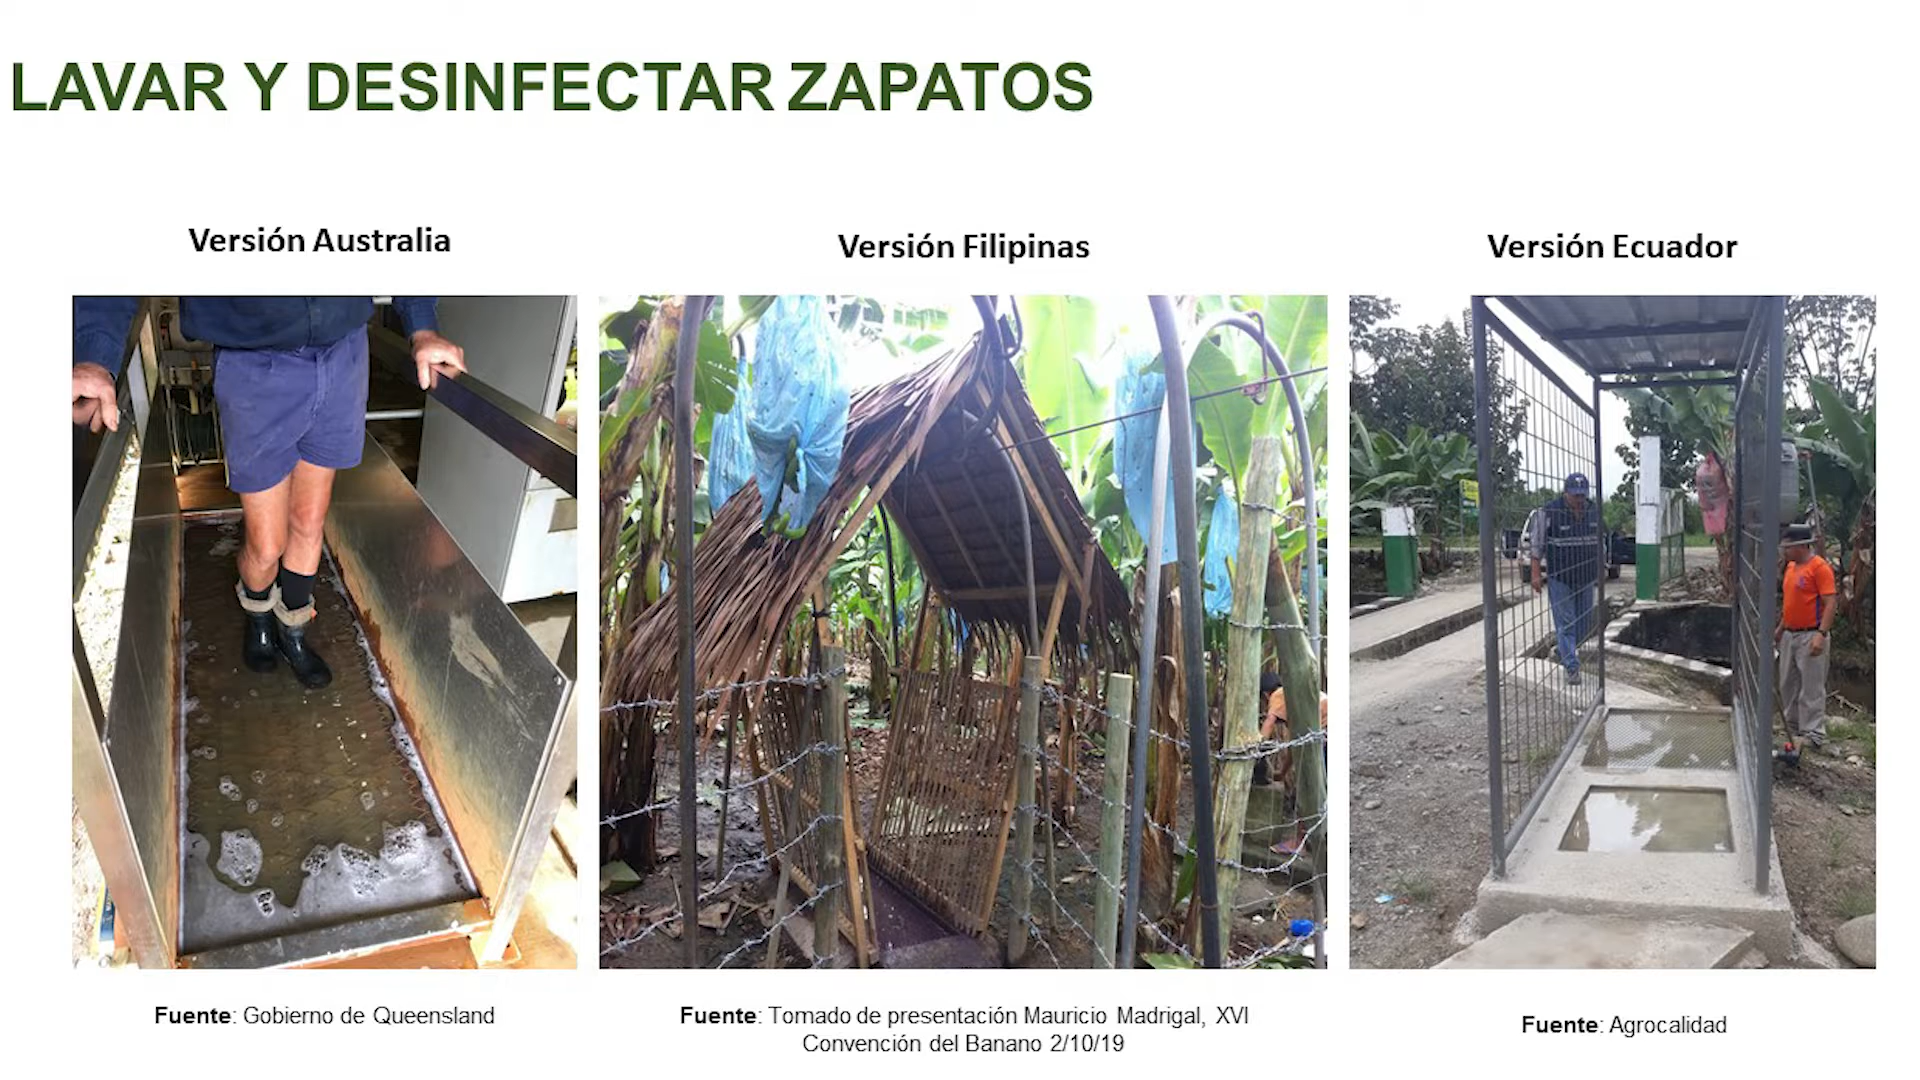 LAVAR Y DESINFECTAR ZAPATOS
Versión Australia
Versión Filipinas
Versión Ecuador
Fuente: Gobierno de Queensland
Fuente: Tomado de presentación Mauricio Madrigal, XVI
Convención del Banano 2/10/19
Fuente: Agrocalidad